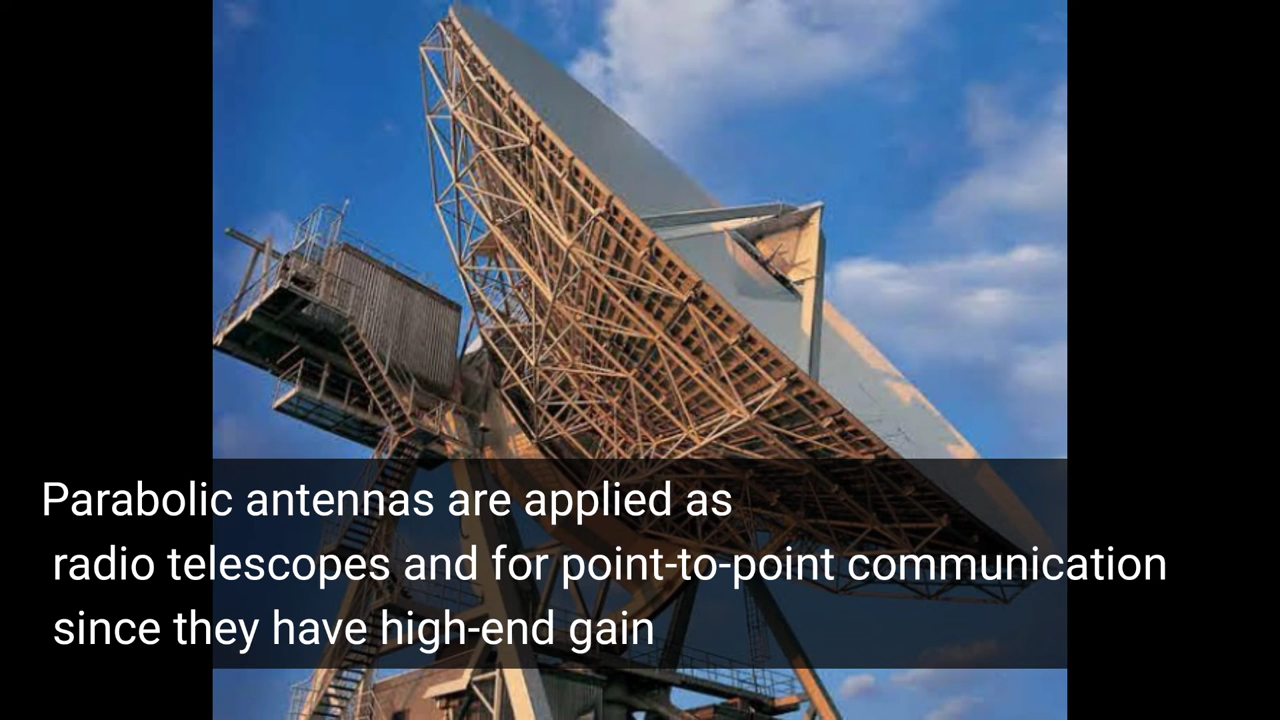 Parabolic antennas are applied as
radio telescopes and for point-to-point communication
since they have high-end gain